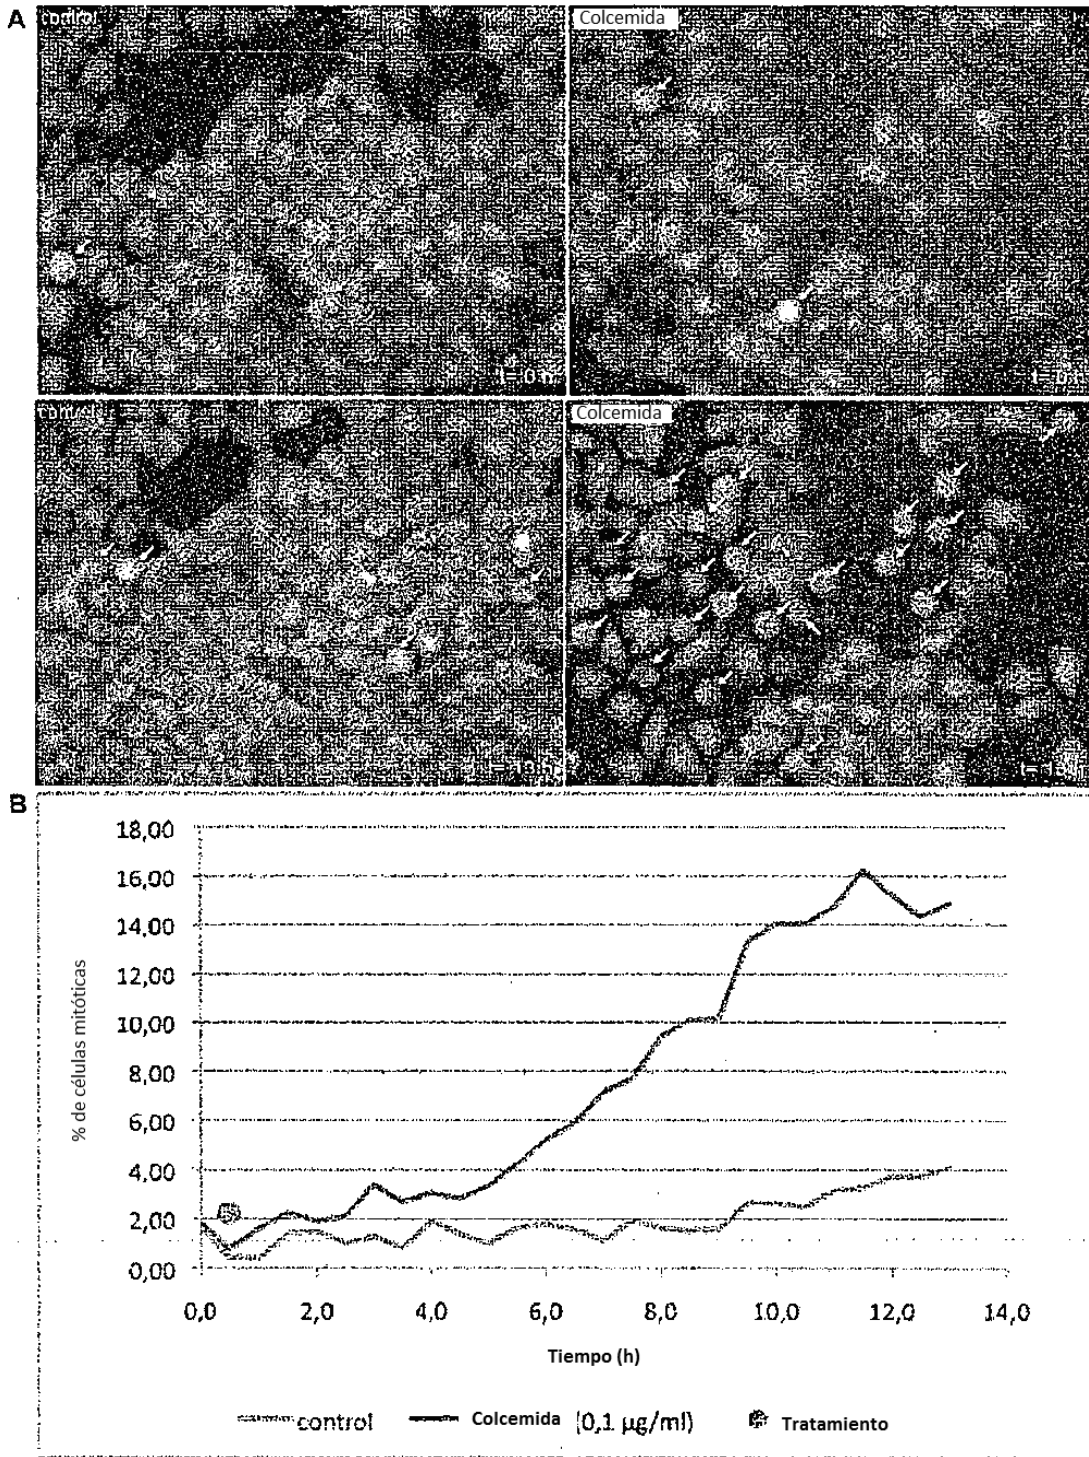 A
control
Colcemida
Colcemida
B
18,00
16,00
14,00
12,00
10,00
8,00
6,00
4,00
2,00
0,00
% de células mitóticas
0,0 2,0 4,0 6,0 8,0 10,0 12,0 14,0
Tiempo (h)
control Colcemida (0,1 µg/ml) Tratamiento